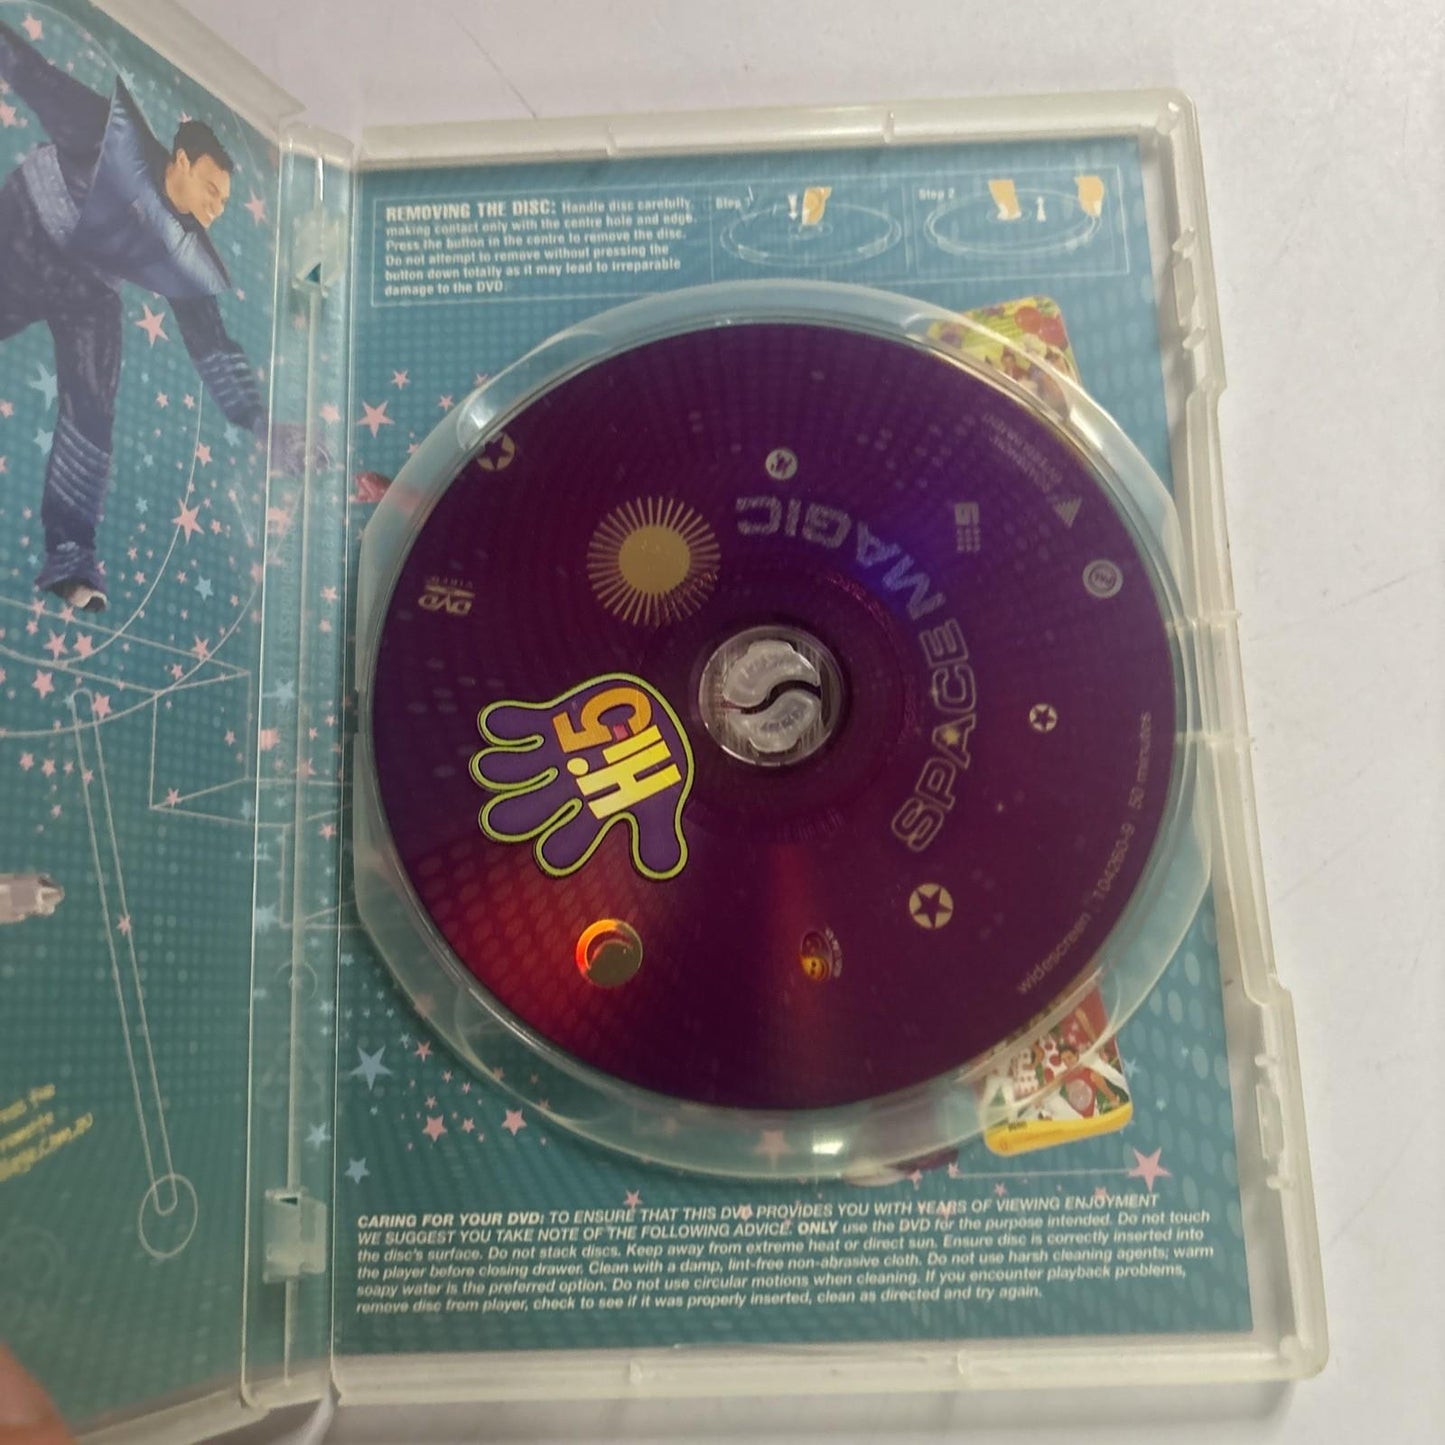 REMOVING THE DISC: Handle disc carefully,
making contact only with the centre hole and edge.
Press the button in the centre to remove the disc.
Do not attempt to remove without pressing the
button down totally as it may lead to irreparable
damage to the DVD.
Step 1
Step 2
SPACE MAGIC
Hi-5
DVD
VIDEO
PAL
G
widescreen | 104260-9 | 50 minutes
CARING FOR YOUR DVD: TO ENSURE THAT THIS DVD PROVIDES YOU WITH YEARS OF VIEWING ENJOYMENT
WE SUGGEST YOU TAKE NOTE OF THE FOLLOWING ADVICE. ONLY use the DVD for the purpose intended. Do not touch
the disc's surface. Do not stack discs. Keep away from extreme heat or direct sun. Ensure disc is correctly inserted into
the player before closing drawer. Clean with a damp, lint-free non-abrasive cloth. Do not use harsh cleaning agents; warm
soapy water is the preferred option. Do not use circular motions when cleaning. If you encounter playback problems,
remove disc from player, check to see if it was properly inserted, clean as directed and try again.